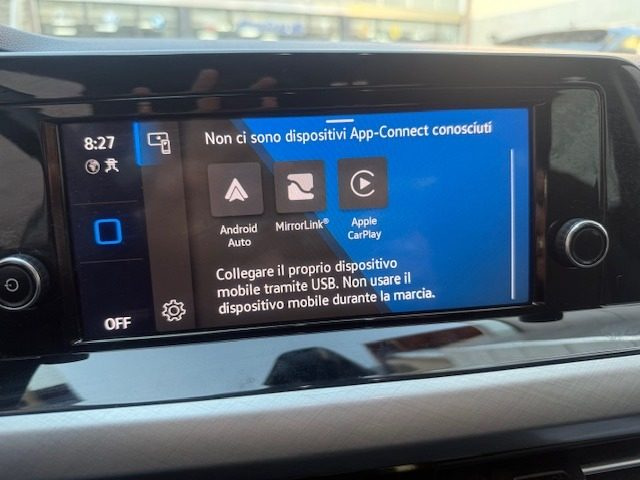 8:27
Non ci sono dispositivi App-Connect conosciuti
Android
Auto
MirrorLink®
Apple
CarPlay
Collegare il proprio dispositivo
mobile tramite USB. Non usare il
dispositivo mobile durante la marcia.
OFF